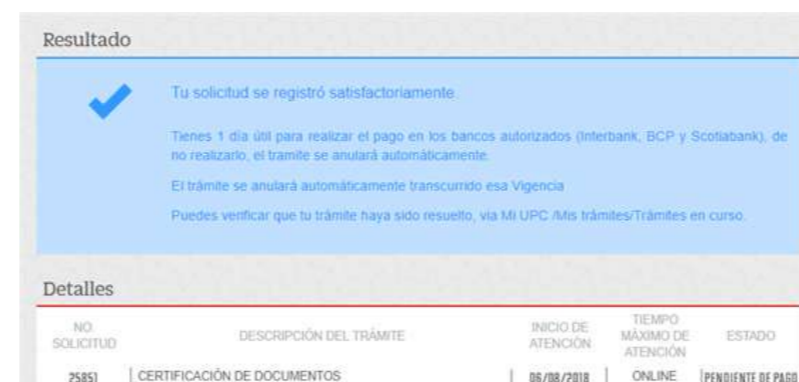 Resultado
Tu solicitud se registró satisfactoriamente.
Tienes 1 día útil para realizar el pago en los bancos autorizados (Interbank, BCP y Scotiabank), de
no realizarlo, el tramite se anulará automáticamente.
El trámite se anulará automáticamente transcurrido esa Vigencia
Puedes verificar que tu trámite haya sido resuelto, via Mi UPC /Mis trámites/Trámites en curso.
Detalles
NO. SOLICITUD DESCRIPCIÓN DEL TRÁMITE INICIO DE ATENCIÓN TIEMPO MÁXIMO DE ATENCIÓN ESTADO
25851 CERTIFICACIÓN DE DOCUMENTOS 06/08/2018 ONLINE PENDIENTE DE PAGO